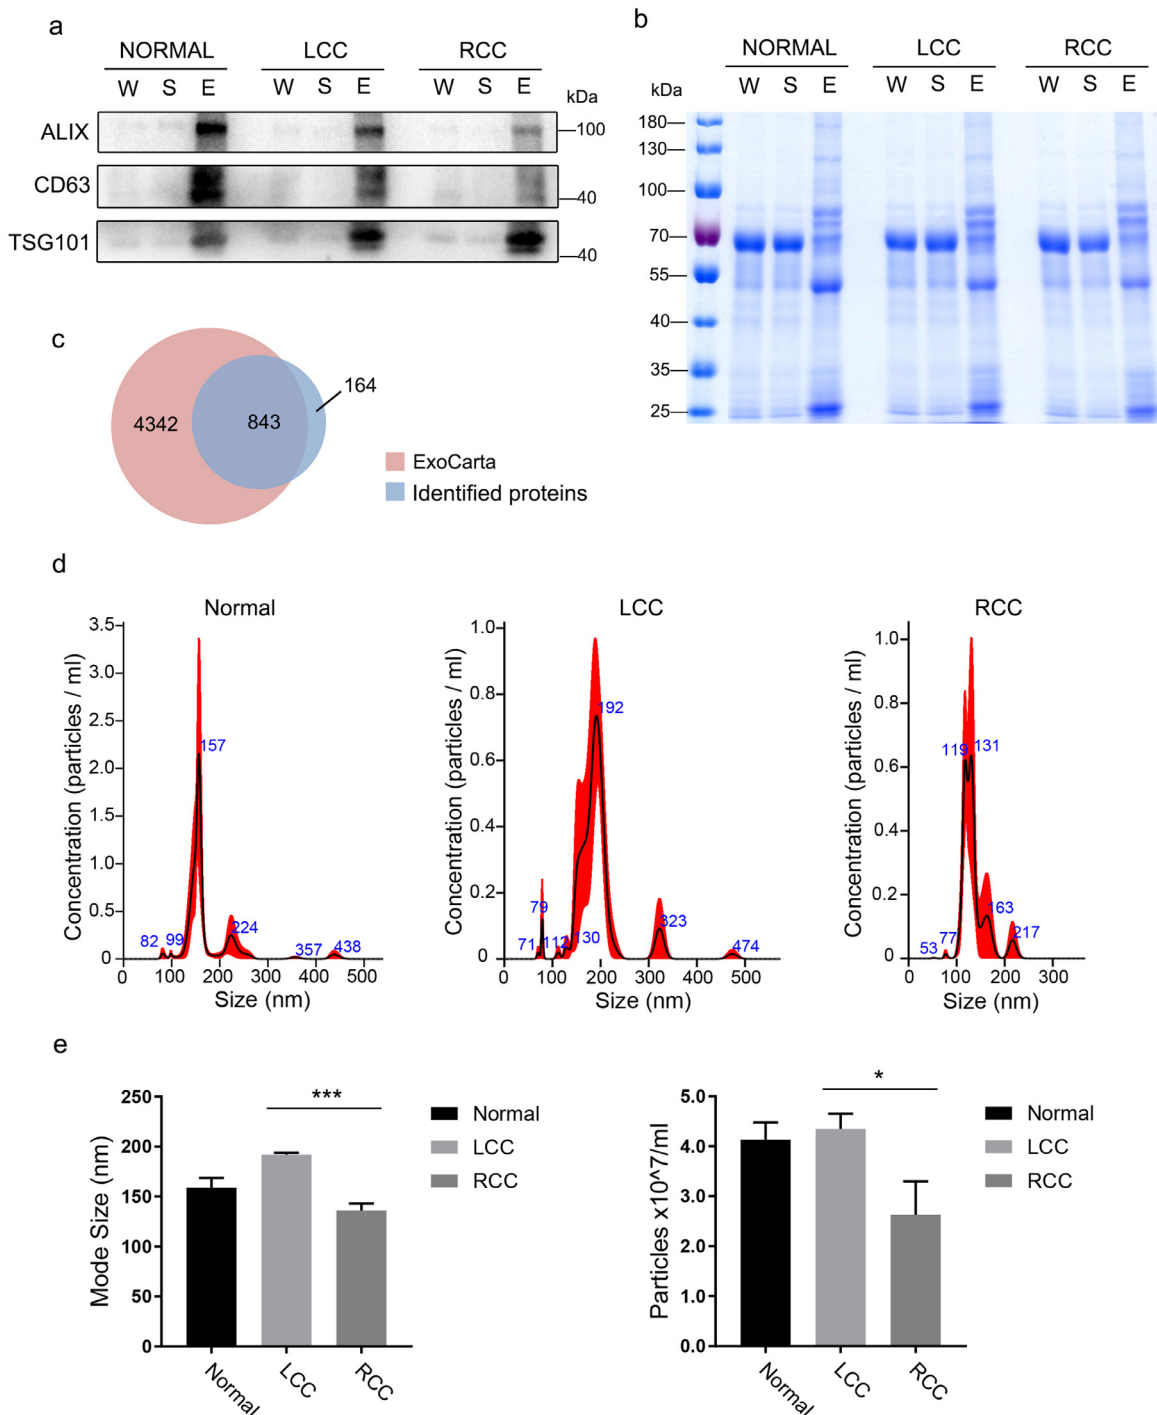 a
NORMAL LCC RCC
W S E W S E W S E
kDa
ALIX
100
CD63
40
TSG101
40
b
NORMAL LCC RCC
kDa
W S E W S E W S E
180
130
100
70
55
40
35
25
c
4342
843
164
ExoCarta
Identified proteins
d
Normal
Concentration (particles / ml)
3.5
3.0
2.5
2.0
1.5
1.0
0.5
0
157
82
99
224
357
438
0 100 200 300 400 500
Size (nm)
LCC
Concentration (particles / ml)
1.0
0.8
0.6
0.4
0.2
0
192
79
71
112
130
323
474
0 100 200 300 400 500
Size (nm)
RCC
Concentration (particles / ml)
1.0
0.8
0.6
0.4
0.2
0
119
131
163
53
77
217
0 100 200 300
Size (nm)
e
Mode Size (nm)
250
200
150
100
50
0
***
Normal
LCC
RCC
Normal
LCC
RCC
Particles x10^7/ml
5.0
4.0
3.0
2.0
1.0
0.0
*
Normal
LCC
RCC
Normal
LCC
RCC